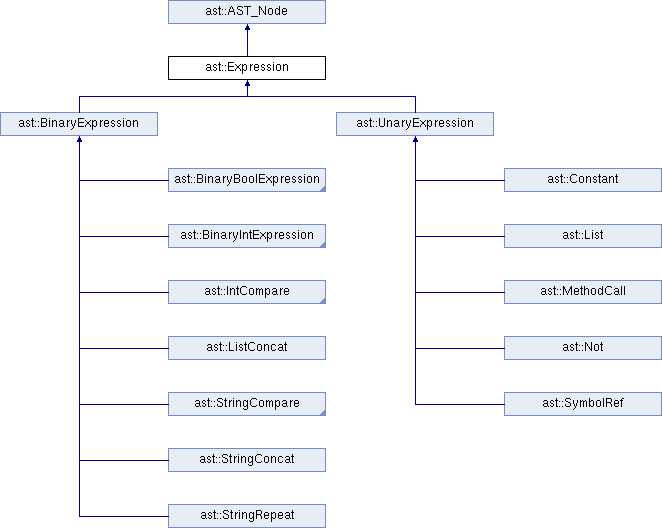 ast::AST_Node
ast::Expression
ast::BinaryExpression
ast::UnaryExpression
ast::BinaryBoolExpression
ast::Constant
ast::BinaryIntExpression
ast::List
ast::IntCompare
ast::MethodCall
ast::ListConcat
ast::Not
ast::StringCompare
ast::SymbolRef
ast::StringConcat
ast::StringRepeat